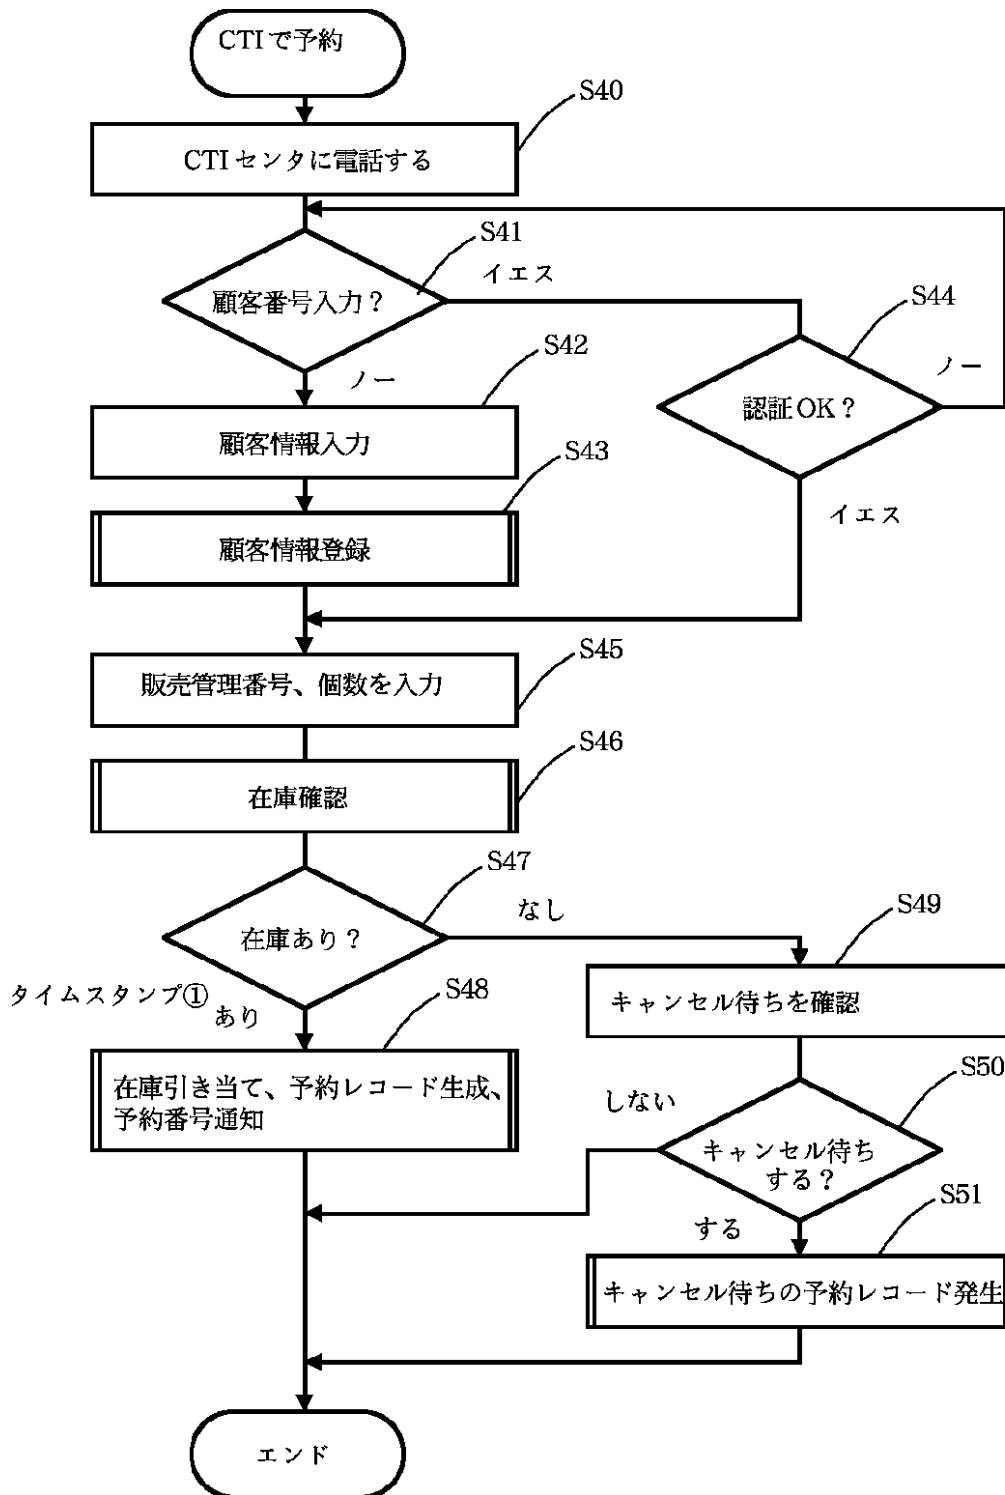 CTIで予約
S40
CTIセンタに電話する
S41
顧客番号入力？
イエス
S44
認証OK？
ノー
イエス
ノー
S42
顧客情報入力
S43
顧客情報登録
S45
販売管理番号、個数を入力
S46
在庫確認
S47
在庫あり？
なし
S49
キャンセル待ちを確認
タイムスタンプ①
あり
S48
在庫引き当て、予約レコード生成、
予約番号通知
S50
しない
キャンセル待ち
する？
する
S51
キャンセル待ちの予約レコード発生
エンド